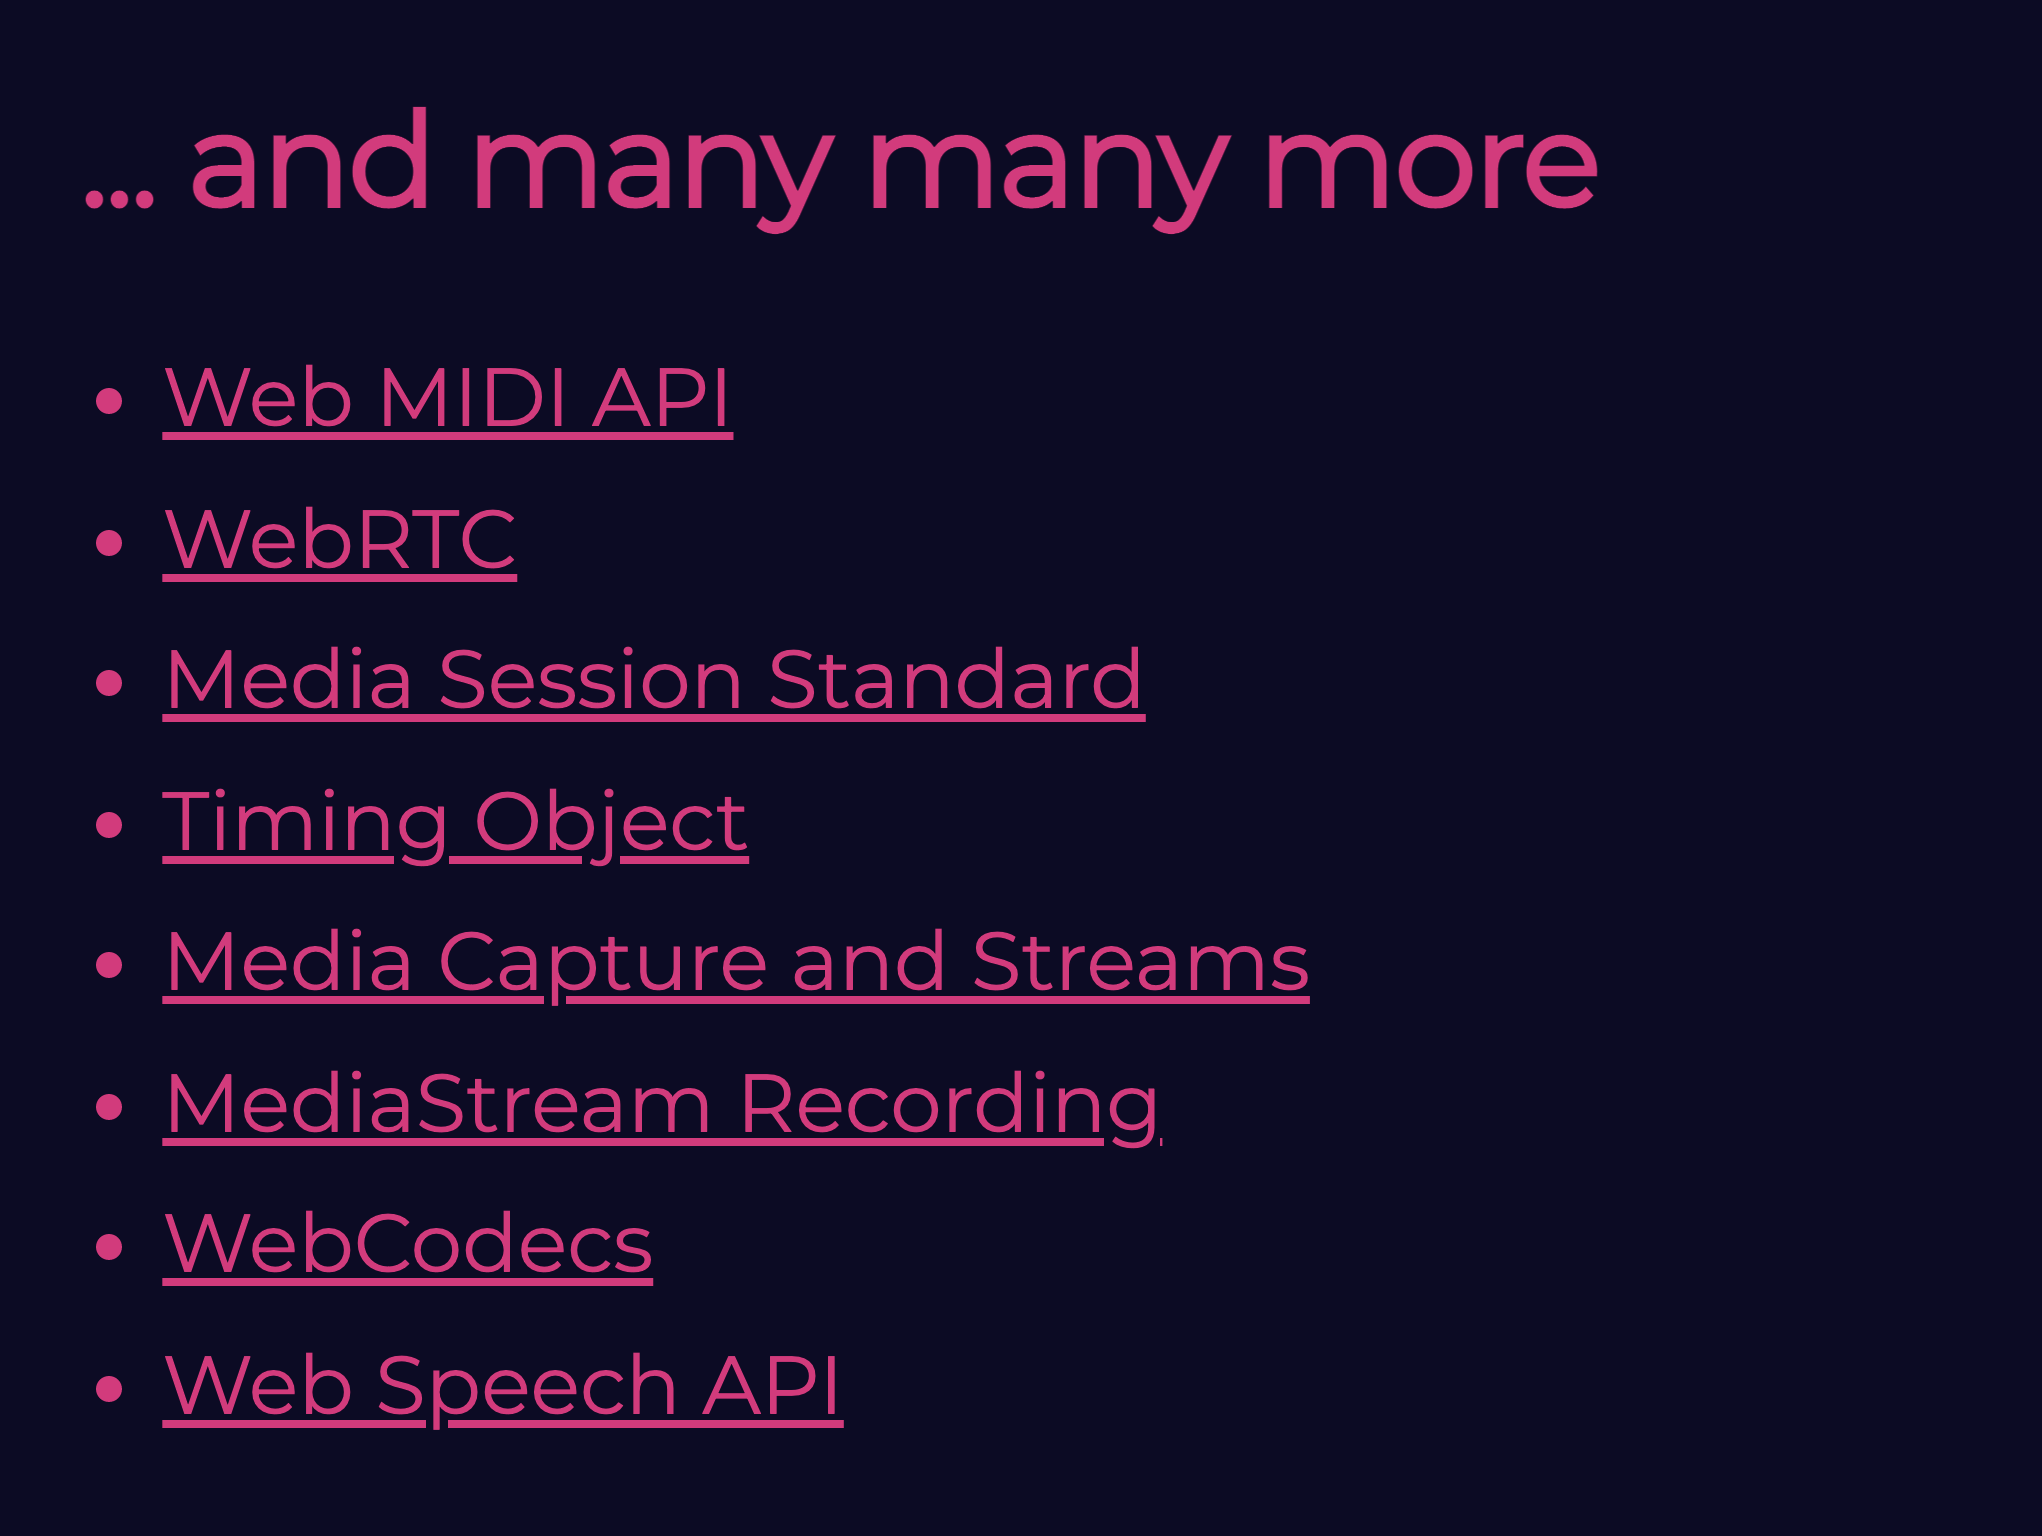 ... and many many more
• Web MIDI API
• WebRTC
• Media Session Standard
• Timing Object
• Media Capture and Streams
• MediaStream Recording
• WebCodecs
• Web Speech API